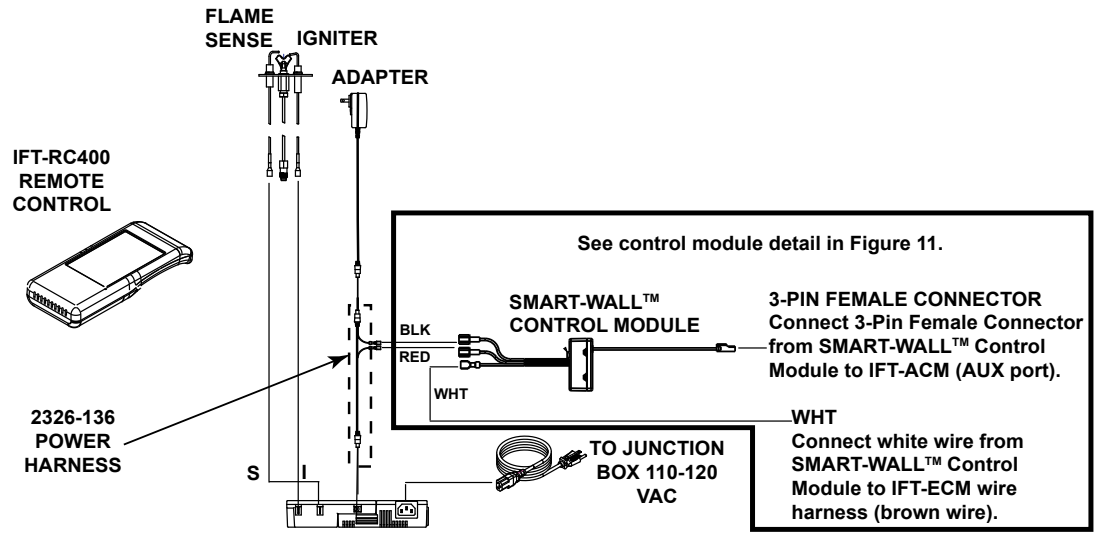 FLAME
SENSE
IGNITER
ADAPTER
IFT-RC400
REMOTE
CONTROL
See control module detail in Figure 11.
SMART-WALL™
CONTROL MODULE
3-PIN FEMALE CONNECTOR
Connect 3-Pin Female Connector
from SMART-WALL™ Control
Module to IFT-ACM (AUX port).
BLK
RED
WHT
2326-136
POWER
HARNESS
WHT
Connect white wire from
SMART-WALL™ Control
Module to IFT-ECM wire
harness (brown wire).
TO JUNCTION
BOX 110-120
VAC
S
I